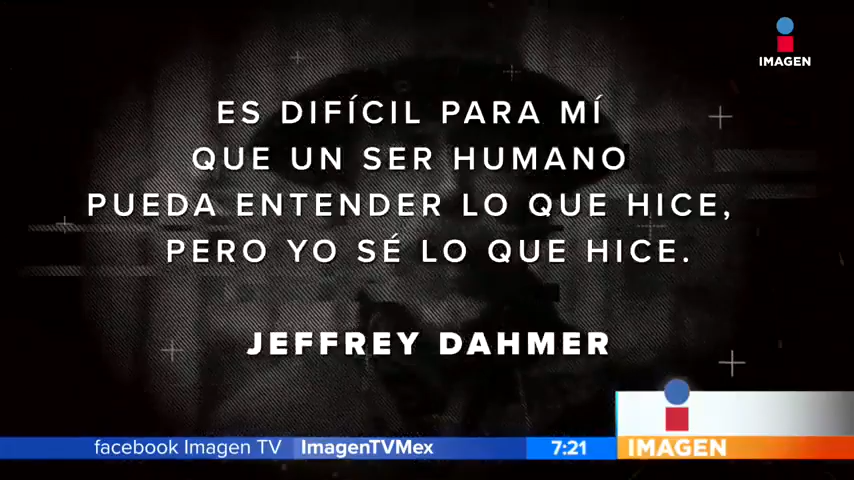 IMAGEN
ES DIFÍCIL PARA MÍ
QUE UN SER HUMANO
PUEDA ENTENDER LO QUE HICE,
PERO YO SÉ LO QUE HICE.
JEFFREY DAHMER
facebook Imagen TV ImagenTVMex 7:21 IMAGEN